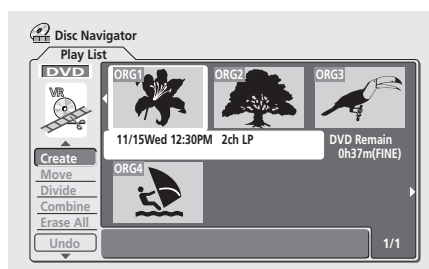 Disc Navigator
Play List
DVD
VR
ORG1
ORG2
ORG3
11/15Wed 12:30PM 2ch LP
DVD Remain
0h37m(FINE)
Create
Move
Divide
Combine
Erase All
Undo
ORG4
1/1